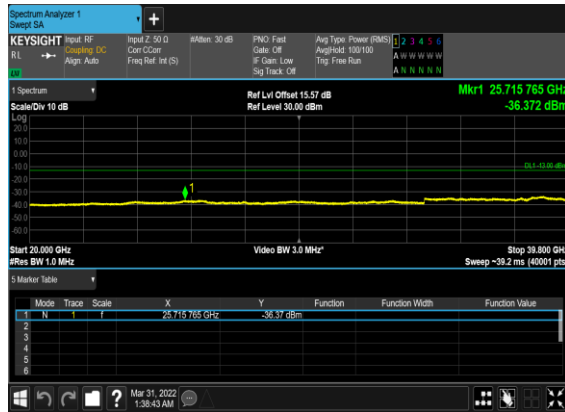 Spectrum Analyzer 1
Swept SA
+
KEYSIGHT Input: RF Input Z: 50 Ω #Atten: 30 dB PNO: Fast Avg Type: Power (RMS) 1 2 3 4 5 6
RL Coupling: DC Corr CCorr Gate: Off Avg|Hold: 100/100 A W W W W W
Align: Auto Freq Ref: Int (S) IF Gain: Low Trig: Free Run
Sig Track: Off A N N N N N
1 Spectrum
Ref Lvl Offset 15.57 dB Mkr1 25.715 765 GHz
Scale/Div 10 dB Ref Level 30.00 dBm -36.372 dBm
Log
20.0
10.0
0.00
-10.0 DL1 -13.00 dBm
-20.0
-30.0 1
-40.0
-50.0
-60.0
Start 20.000 GHz Video BW 3.0 MHz* Stop 39.800 GHz
#Res BW 1.0 MHz Sweep ~39.2 ms (40001 pts)
5 Marker Table
Mode Trace Scale X Y Function Function Width Function Value
1 N 1 f 25.715 765 GHz -36.37 dBm
2
3
4
5
6
? Mar 31, 2022
1:38:43 AM